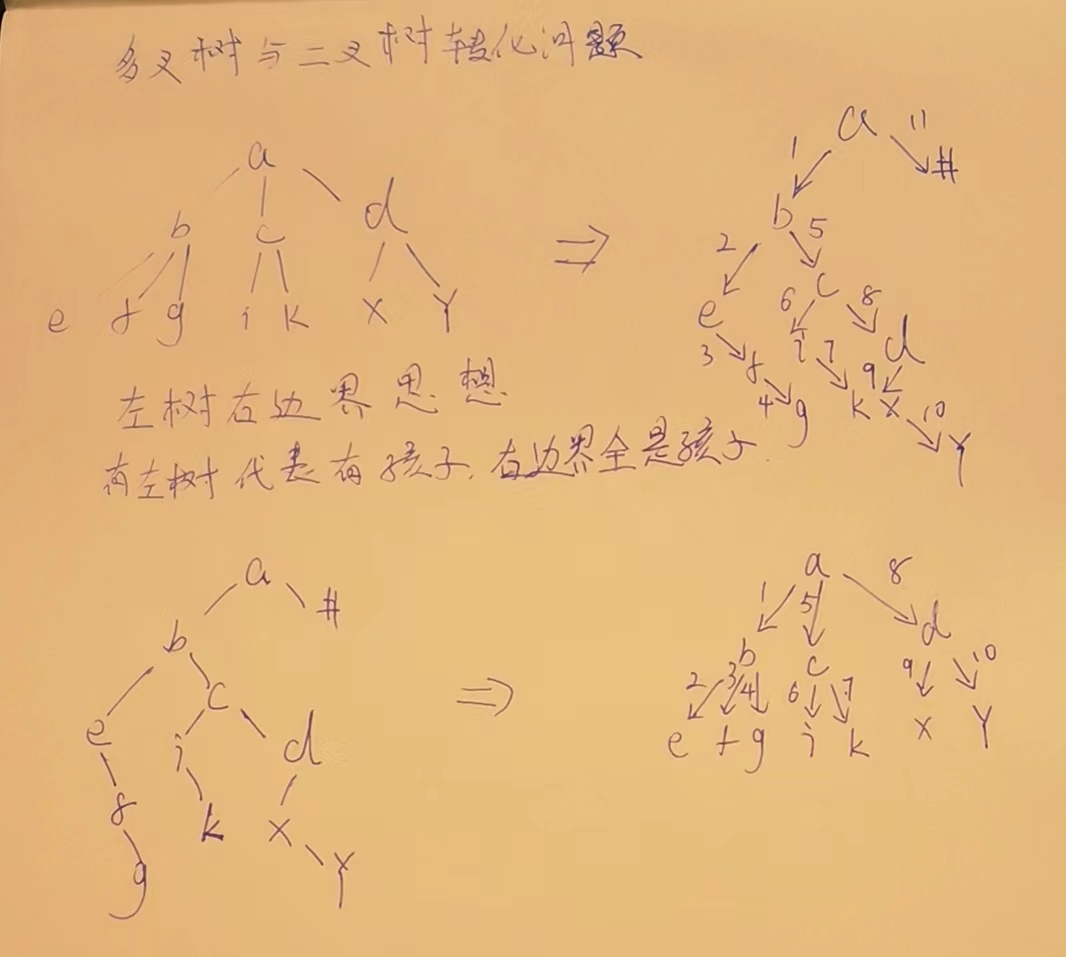 多叉树与二叉树转化问题
a
b c d
e f g i k x Y
⇒
a 11
1 #
b
2 5
e c
6 8
3 f i 7 d
4 g k 9 x 10
Y
左树右边界思想
有左树代表有孩子,右边界全是孩子.
a
b #
e c
i d
f k x
g Y
⇒
a 8
1 5
b c d
2 3 4 6 7 9 10
e f g i k x Y